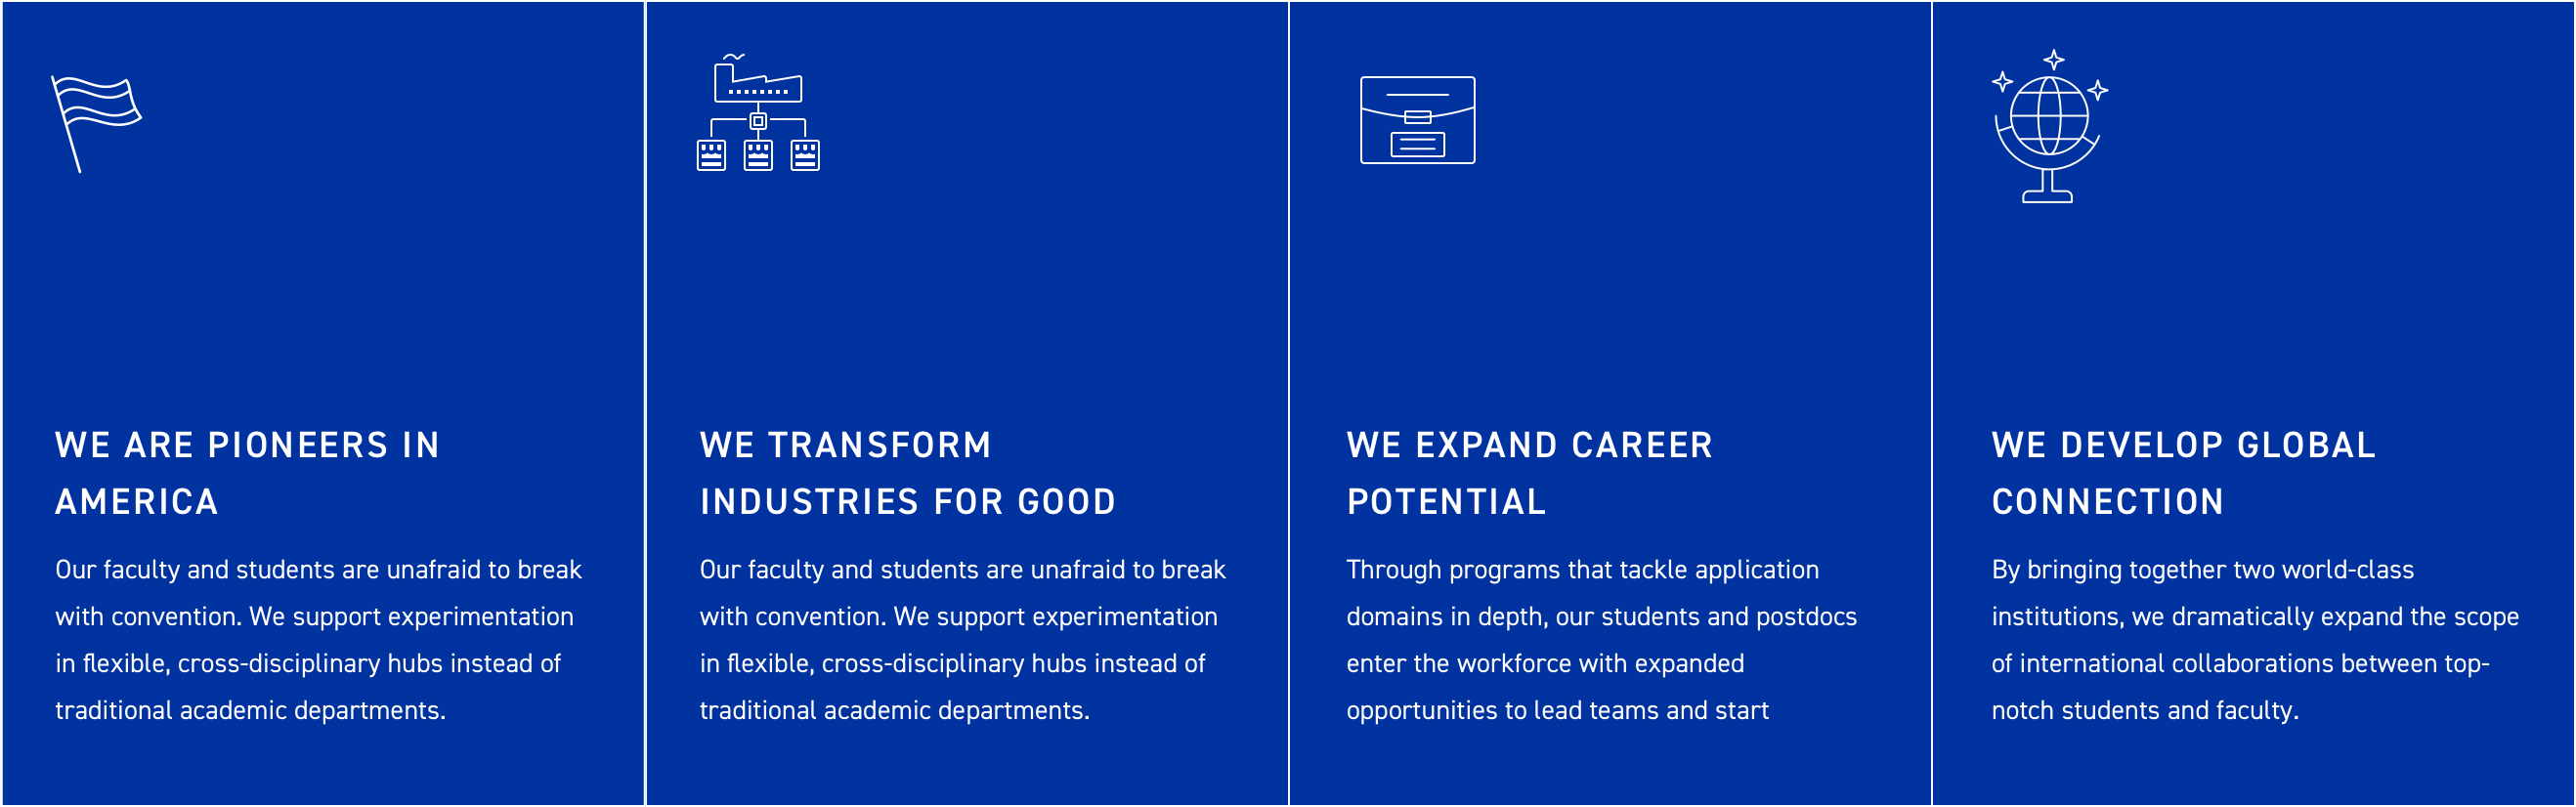 WE ARE PIONEERS IN
AMERICA
Our faculty and students are unafraid to break
with convention. We support experimentation
in flexible, cross-disciplinary hubs instead of
traditional academic departments.
WE TRANSFORM
INDUSTRIES FOR GOOD
Our faculty and students are unafraid to break
with convention. We support experimentation
in flexible, cross-disciplinary hubs instead of
traditional academic departments.
WE EXPAND CAREER
POTENTIAL
Through programs that tackle application
domains in depth, our students and postdocs
enter the workforce with expanded
opportunities to lead teams and start
WE DEVELOP GLOBAL
CONNECTION
By bringing together two world-class
institutions, we dramatically expand the scope
of international collaborations between top-
notch students and faculty.